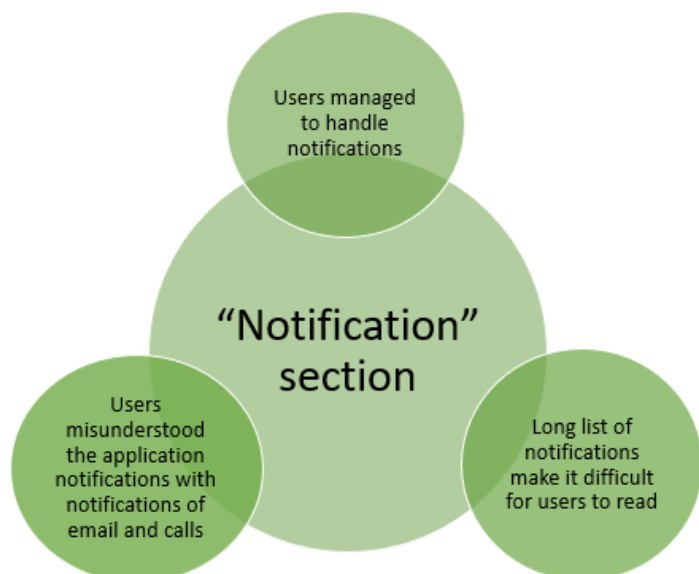 Users managed
to handle
notifications
“Notification”
section
Users
misunderstood
the application
notifications with
notifications of
email and calls
Long list of
notifications
make it difficult
for users to read